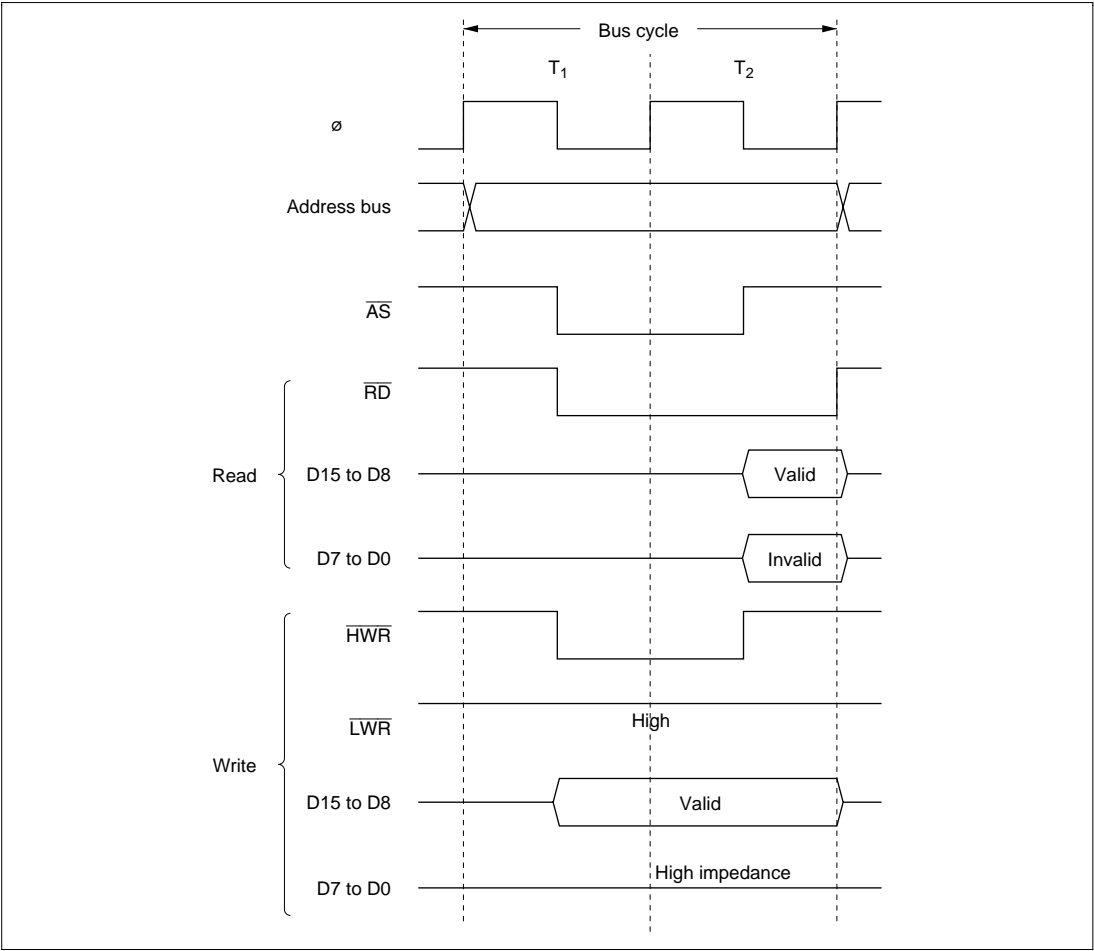 Bus cycle
T1 T2
ø
Address bus
AS
RD
Read D15 to D8 Valid
D7 to D0 Invalid
HWR
LWR High
Write
D15 to D8 Valid
D7 to D0 High impedance